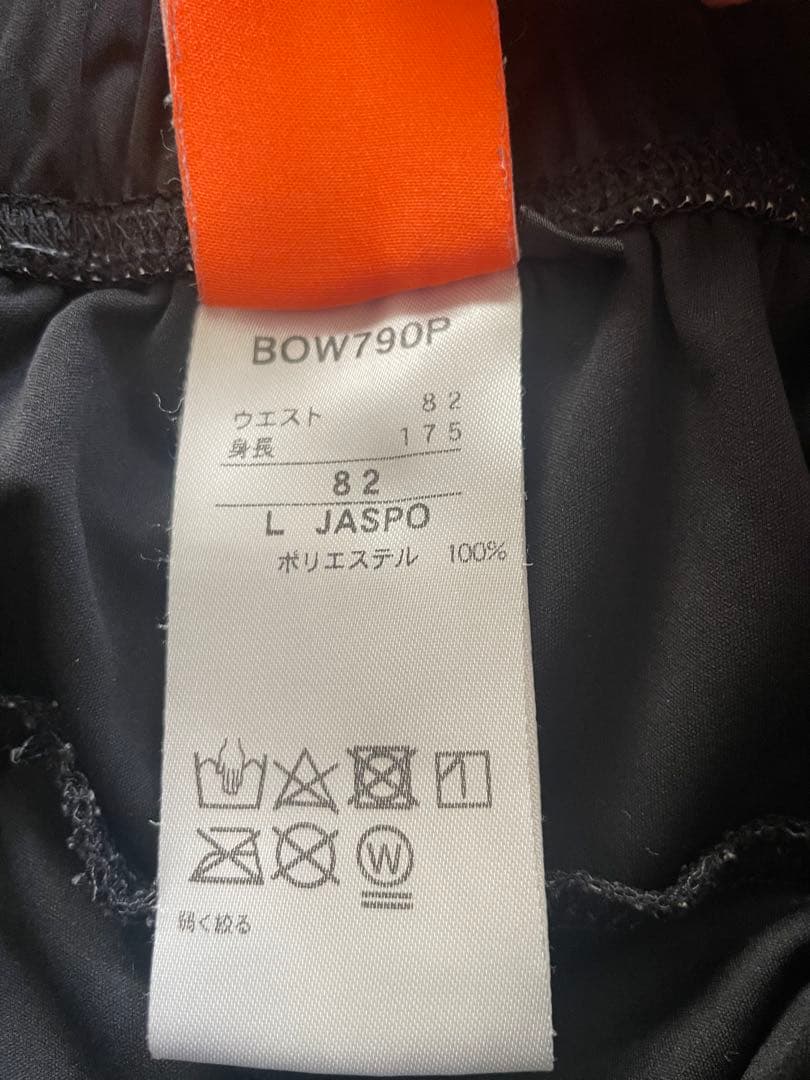 BOW790P
ウエスト 82
身長 175
82
L JASPO
ポリエステル 100%
W
弱く絞る